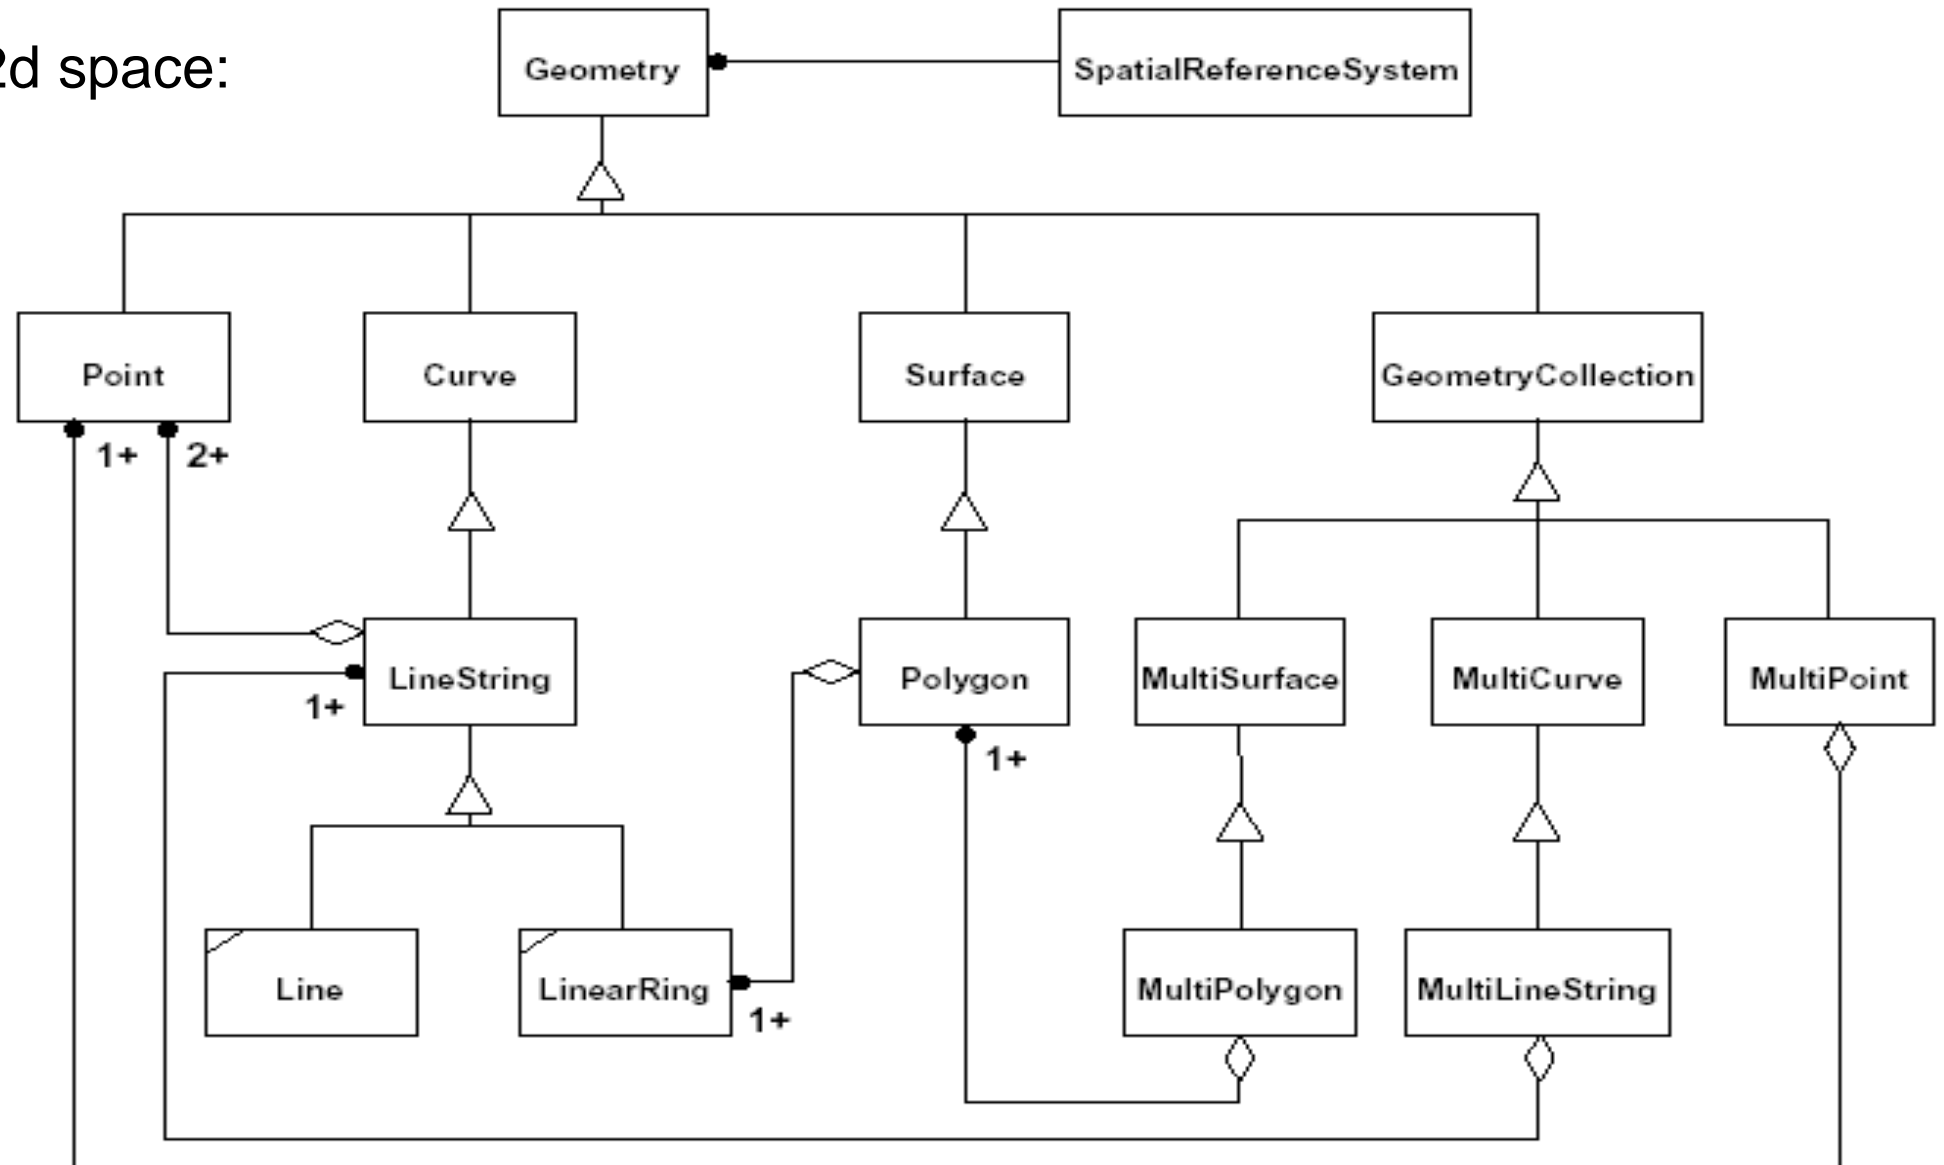 2d space:
Geometry
SpatialReferenceSystem
Point
Curve
Surface
GeometryCollection
1+
2+
LineString
1+
Polygon
1+
MultiSurface
MultiCurve
MultiPoint
Line
LinearRing
1+
MultiPolygon
MultiLineString